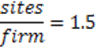 sites
firm = 1.5